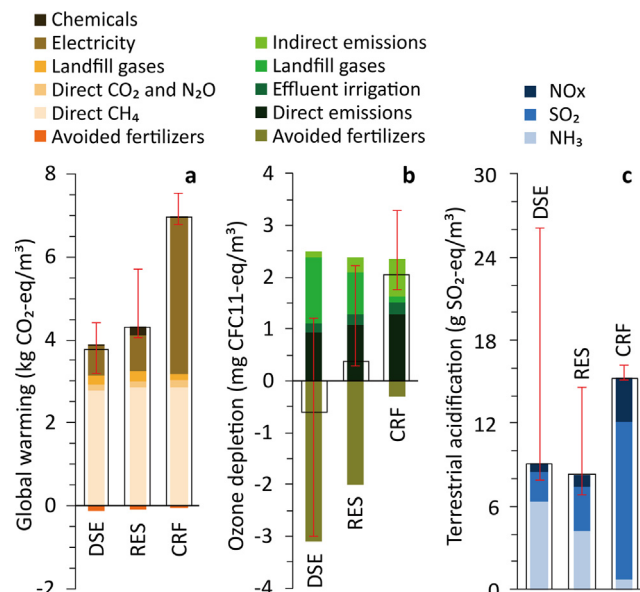 Chemicals
Electricity
Landfill gases
Direct CO₂ and N₂O
Direct CH₄
Avoided fertilizers
Indirect emissions
Landfill gases
Effluent irrigation
Direct emissions
Avoided fertilizers
NOx
SO₂
NH₃
a
Global warming (kg CO₂-eq/m³)
8
6
4
2
0
-2
DSE
RES
CRF
b
Ozone depletion (mg CFC11-eq/m³)
4
3
2
1
0
-1
-2
-3
-4
DSE
RES
CRF
c
Terrestrial acidification (g SO₂-eq/m³)
30
24
18
12
6
0
DSE
RES
CRF